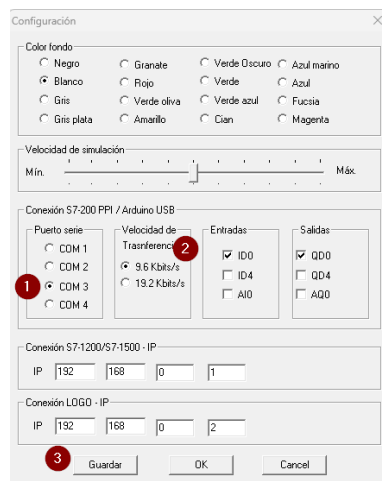 Configuración
Color fondo
Negro Granate Verde Oscuro Azul marino
Blanco Rojo Verde Azul
Gris Verde oliva Verde azul Fucsia
Gris plata Amarillo Cian Magenta
Velocidad de simulación
Mín. Máx.
Conexión S7-200 PPI / Arduino USB
Puerto serie
COM 1
COM 2
1 COM 3
COM 4
Velocidad de
Trasnferenci 2
9.6 Kbits/s
19.2 Kbits/s
Entradas
ID0
ID4
AI0
Salidas
QD0
QD4
AQ0
Conexión S7-1200/S7-1500 - IP
IP 192 168 0 1
Conexión LOGO - IP
IP 192 168 0 2
3 Guardar OK Cancel